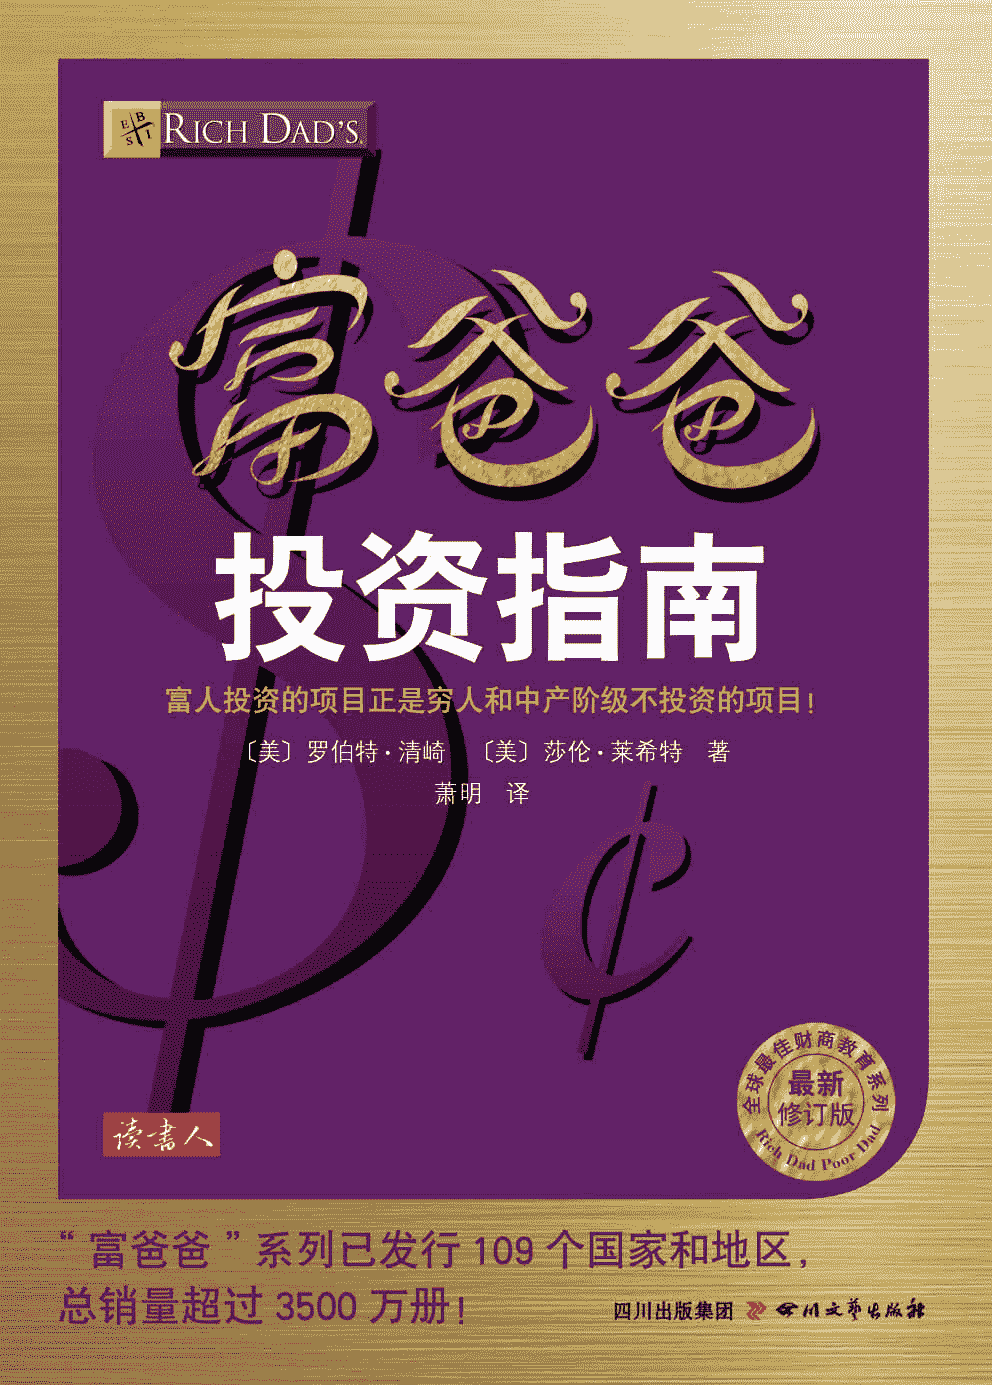 E B S I
RICH DAD'S
富爸爸
投资指南
富人投资的项目正是穷人和中产阶级不投资的项目！
〔美〕罗伯特·清崎 〔美〕莎伦·莱希特 著
萧明 译
全球最佳财商教育系列
最新
修订版
Rich Dad Poor Dad
读书人
“富爸爸”系列已发行109个国家和地区，
总销量超过3500万册！
四川出版集团 四川文艺出版社